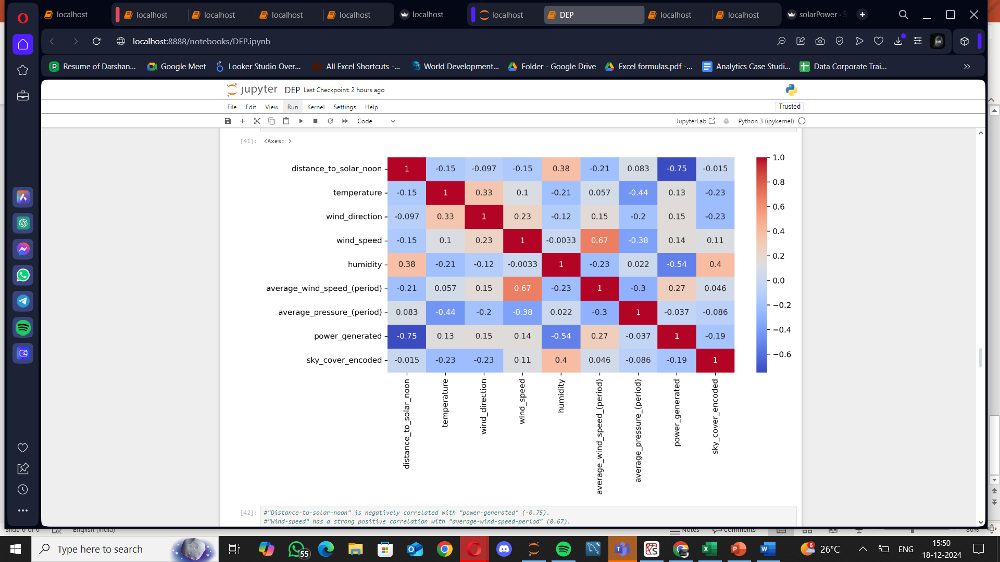 localhost localhost localhost localhost localhost localhost localhost DEP localhost localhost solarPower · S
localhost:8888/notebooks/DEP.ipynb
Resume of Darshan... Google Meet Looker Studio Over... All Excel Shortcuts -... World Development... Folder - Google Drive Excel formulas.pdf -... Analytics Case Studi... Data Corporate Trai...
jupyter DEP Last Checkpoint: 2 hours ago
File Edit View Run Kernel Settings Help Trusted
Code JupyterLab Python 3 (ipykernel)
[41]: <Axes: >
distance_to_solar_noon 1 -0.15 -0.097 -0.15 0.38 -0.21 0.083 -0.75 -0.015
temperature -0.15 1 0.33 0.1 -0.21 0.057 -0.44 0.13 -0.23
wind_direction -0.097 0.33 1 0.23 -0.12 0.15 -0.2 0.15 -0.23
wind_speed -0.15 0.1 0.23 1 -0.0033 0.67 -0.38 0.14 0.11
humidity 0.38 -0.21 -0.12 -0.0033 1 -0.23 0.022 -0.54 0.4
average_wind_speed_(period) -0.21 0.057 0.15 0.67 -0.23 1 -0.3 0.27 0.046
average_pressure_(period) 0.083 -0.44 -0.2 -0.38 0.022 -0.3 1 -0.037 -0.086
power_generated -0.75 0.13 0.15 0.14 -0.54 0.27 -0.037 1 -0.19
sky_cover_encoded -0.015 -0.23 -0.23 0.11 0.4 0.046 -0.086 -0.19 1
distance_to_solar_noon
temperature
wind_direction
wind_speed
humidity
average_wind_speed_(period)
average_pressure_(period)
power_generated
sky_cover_encoded
1.0
0.8
0.6
0.4
0.2
0.0
−0.2
−0.4
−0.6
[42]: #"Distance-to-solar-noon" is negatively correlated with "power-generated" (-0.75).
#"Wind-speed" has a strong positive correlation with "average-wind-speed-period" (0.67).
Slide 6 of 6 English (India) Notes Comments 86%
Type here to search 55 6 26°C ENG 15:50
18-12-2024